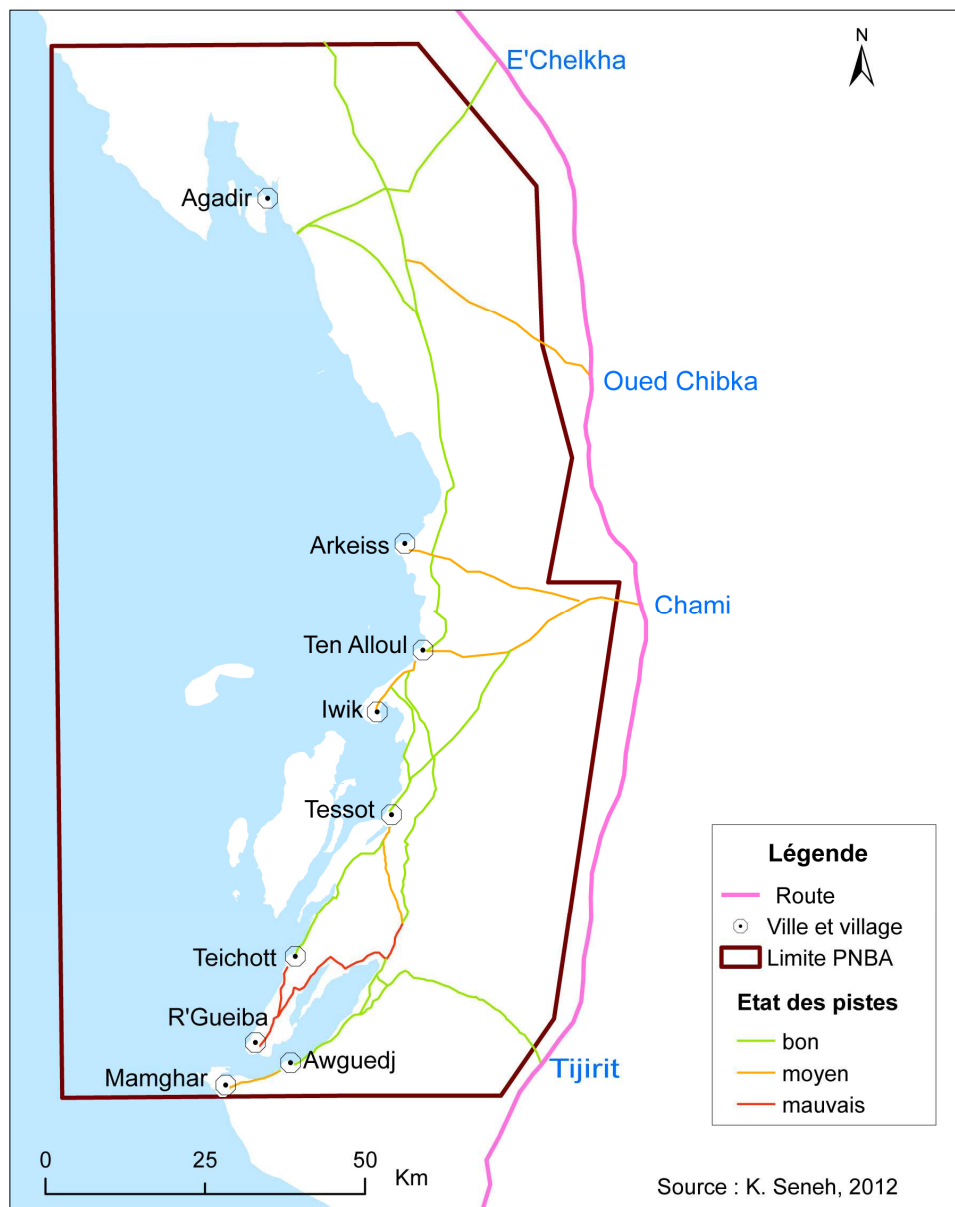 N
E'Chelkha
Agadir
Oued Chibka
Arkeiss
Chami
Ten Alloul
Iwik
Tessot
Légende
Route
Ville et village
Limite PNBA
Etat des pistes
bon
moyen
mauvais
Teichott
R'Gueiba
Awguedj
Mamghar
Tijirit
0 25 50
Km
Source : K. Seneh, 2012